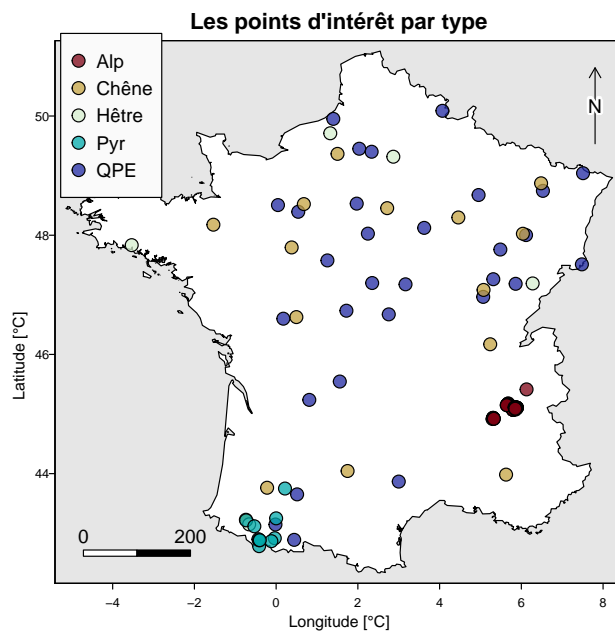 Les points d'intérêt par type
Alp
Chêne
Hêtre
Pyr
QPE
N
50
48
46
44
Latitude [°C]
0 200
−4 −2 0 2 4 6 8
Longitude [°C]